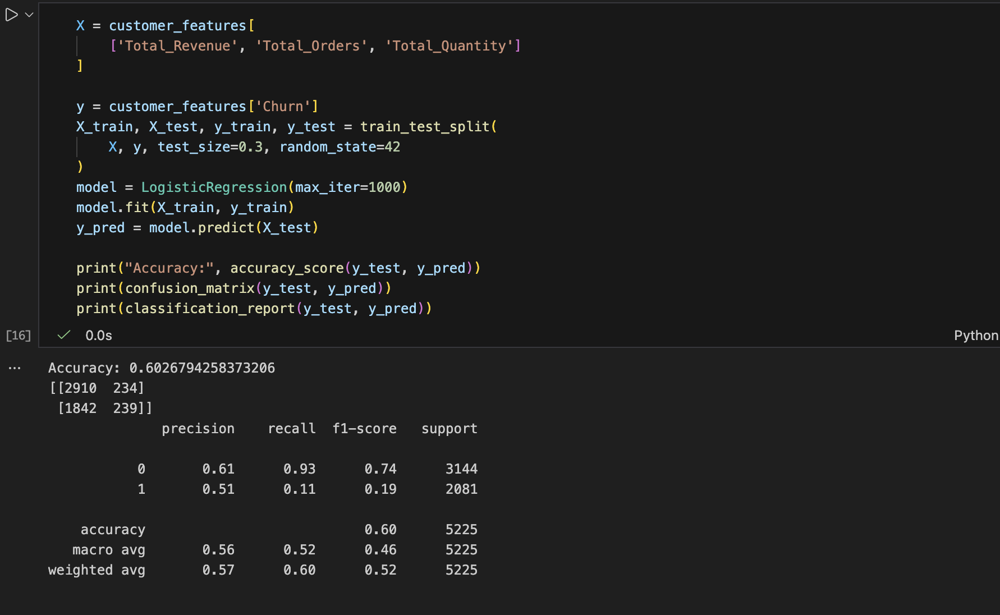 X = customer_features[
    ['Total_Revenue', 'Total_Orders', 'Total_Quantity']
]
y = customer_features['Churn']
X_train, X_test, y_train, y_test = train_test_split(
    X, y, test_size=0.3, random_state=42
)
model = LogisticRegression(max_iter=1000)
model.fit(X_train, y_train)
y_pred = model.predict(X_test)
print("Accuracy:", accuracy_score(y_test, y_pred))
print(confusion_matrix(y_test, y_pred))
print(classification_report(y_test, y_pred))
[16] 0.0s Python
Accuracy: 0.6026794258373206
[[2910  234]
 [1842  239]]
              precision    recall  f1-score   support
           0       0.61      0.93      0.74      3144
           1       0.51      0.11      0.19      2081
    accuracy                           0.60      5225
   macro avg       0.56      0.52      0.46      5225
weighted avg       0.57      0.60      0.52      5225